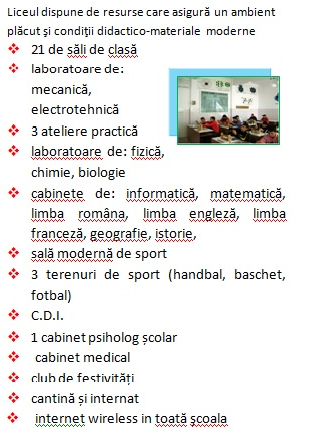 Liceul dispune de resurse care asigură un ambient
plăcut şi condiţii didactico-materiale moderne
❖ 21 de săli de clasă
❖ laboratoare de:
mecanică,
electrotehnică
❖ 3 ateliere practică
❖ laboratoare de: fizică,
chimie, biologie
❖ cabinete de: informatică, matematică,
limba româna, limba engleză, limba
franceză, geografie, istorie,
❖ sală modernă de sport
❖ 3 terenuri de sport (handbal, baschet,
fotbal)
❖ C.D.I.
❖ 1 cabinet psiholog școlar
❖ cabinet medical
❖ club de festivități
❖ cantină și internat
❖ internet wireless in toată școala